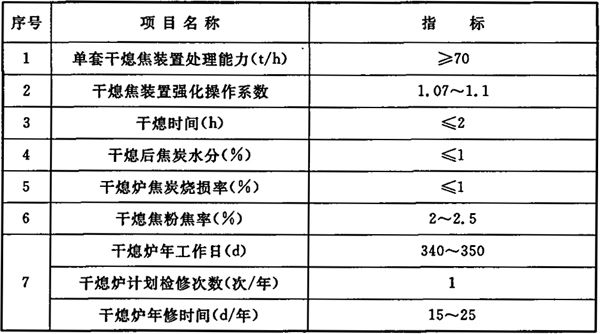 序号 项目名称 指 标
1 单套干熄焦装置处理能力(t/h) ≥70
2 干熄焦装置强化操作系数 1.07～1.1
3 干熄时间(h) ≤2
4 干熄后焦炭水分(%) ≤1
5 干熄炉焦炭烧损率(%) ≤1
6 干熄焦粉焦率(%) 2～2.5
7 干熄炉年工作日(d) 340～350
干熄炉计划检修次数(次/年) 1
干熄炉年修时间(d/年) 15～25